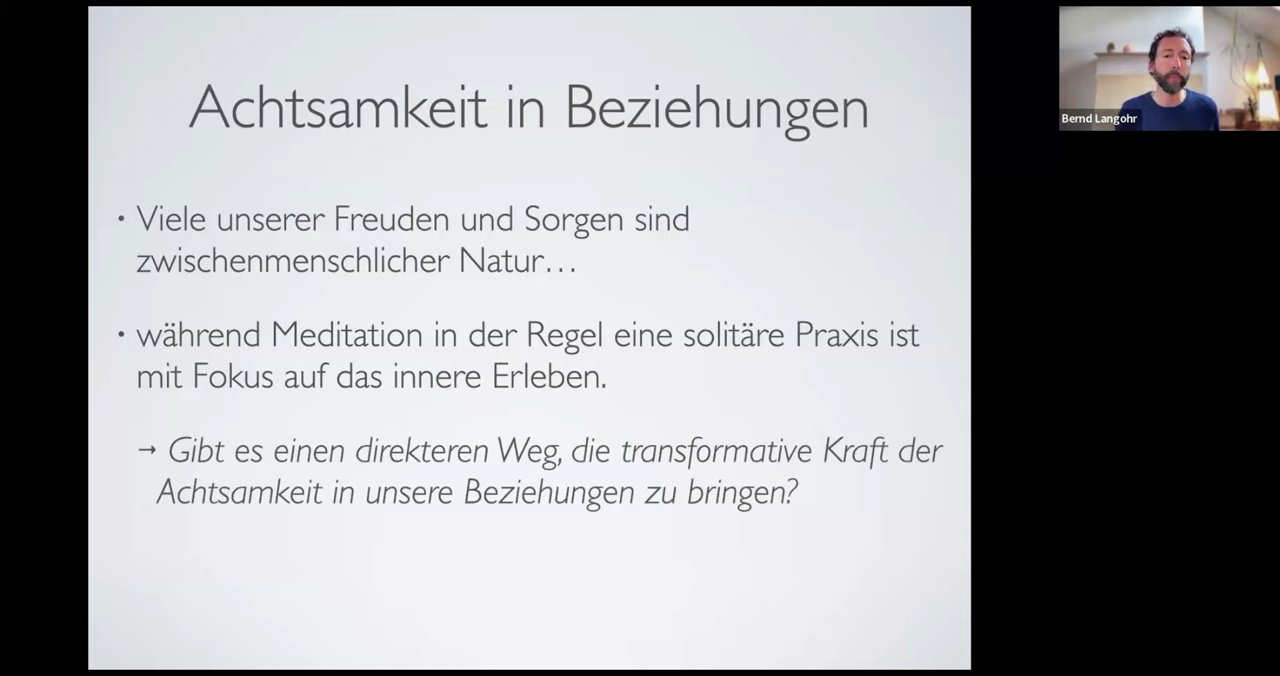 Achtsamkeit in Beziehungen
• Viele unserer Freuden und Sorgen sind
zwischenmenschlicher Natur…
• während Meditation in der Regel eine solitäre Praxis ist
mit Fokus auf das innere Erleben.
→ Gibt es einen direkteren Weg, die transformative Kraft der
Achtsamkeit in unsere Beziehungen zu bringen?
Bernd Langohr